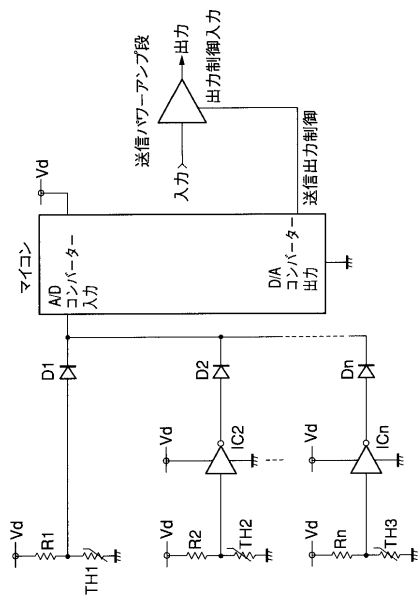 Vd
R1
TH1
D1
マイコン
A/D
コンバーター
入力
Vd
D/A
コンバーター
出力
送信パワーアンプ段
入力
出力
出力制御入力
送信出力制御
Vd
R2
TH2
Vd
IC2
D2
Vd
Rn
TH3
Vd
ICn
Dn